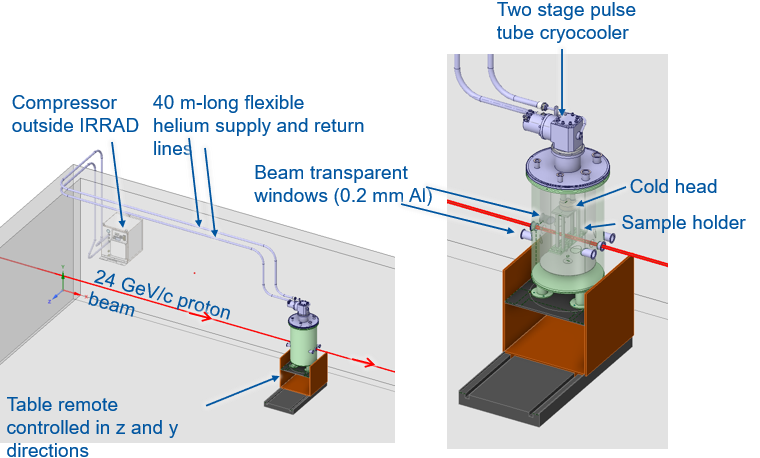 Two stage pulse
tube cryocooler
Compressor
outside IRRAD
40 m-long flexible
helium supply and return
lines
Beam transparent
windows (0.2 mm Al)
Cold head
Sample holder
24 GeV/c proton
beam
Table remote
controlled in z and y
directions